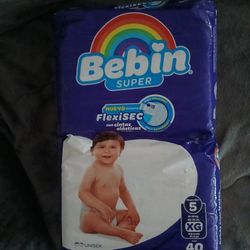 Bebin
SUPER
NUEVO
FlexiSEC
con cintas
elásticas
5
XG
UNISEX
40